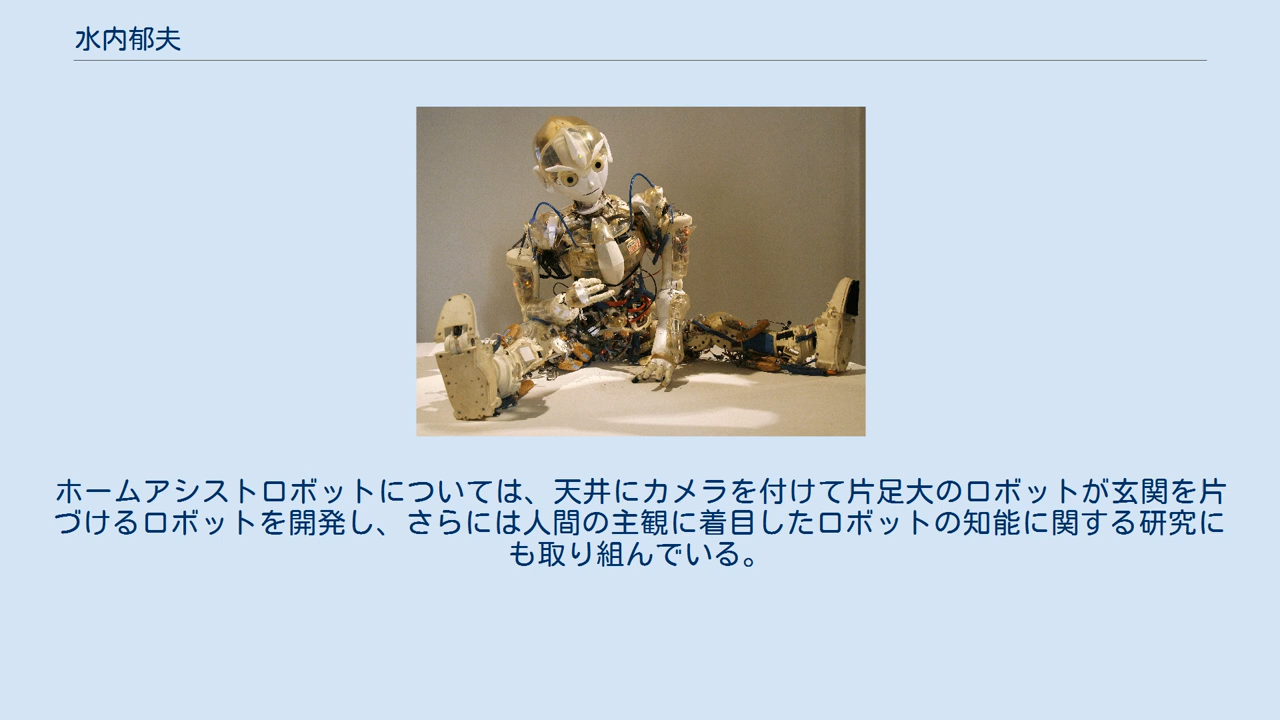 水内郁夫
ホームアシストロボットについては、天井にカメラを付けて片足大のロボットが玄関を片
づけるロボットを開発し、さらには人間の主観に着目したロボットの知能に関する研究に
も取り組んでいる。